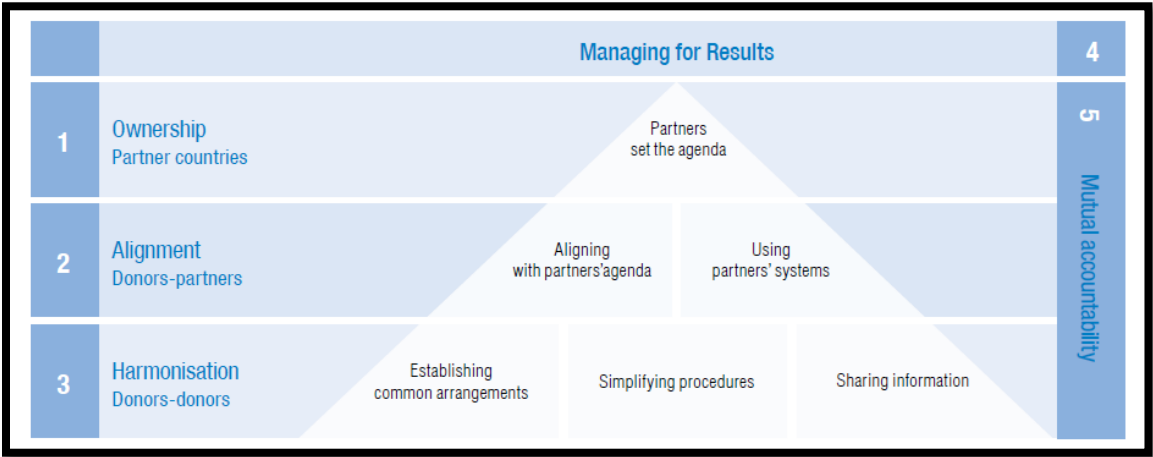 Managing for Results
4
1
Ownership
Partner countries
Partners
set the agenda
5
Mutual accountability
2
Alignment
Donors-partners
Aligning
with partners'agenda
Using
partners' systems
3
Harmonisation
Donors-donors
Establishing
common arrangements
Simplifying procedures
Sharing information